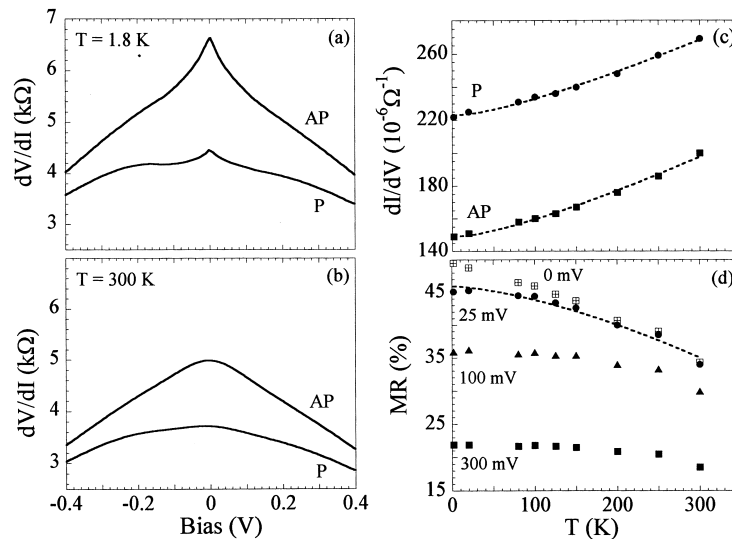 T = 1.8 K
(a)
AP
P
7
6
5
4
3
dV/dI (kΩ)
T = 300 K
(b)
AP
P
7
6
5
4
3
dV/dI (kΩ)
-0.4
-0.2
0
0.2
0.4
Bias (V)
(c)
P
AP
260
220
180
140
dI/dV (10⁻⁶Ω⁻¹)
(d)
0 mV
25 mV
100 mV
300 mV
45
35
25
15
MR (%)
0
100
200
300
T (K)